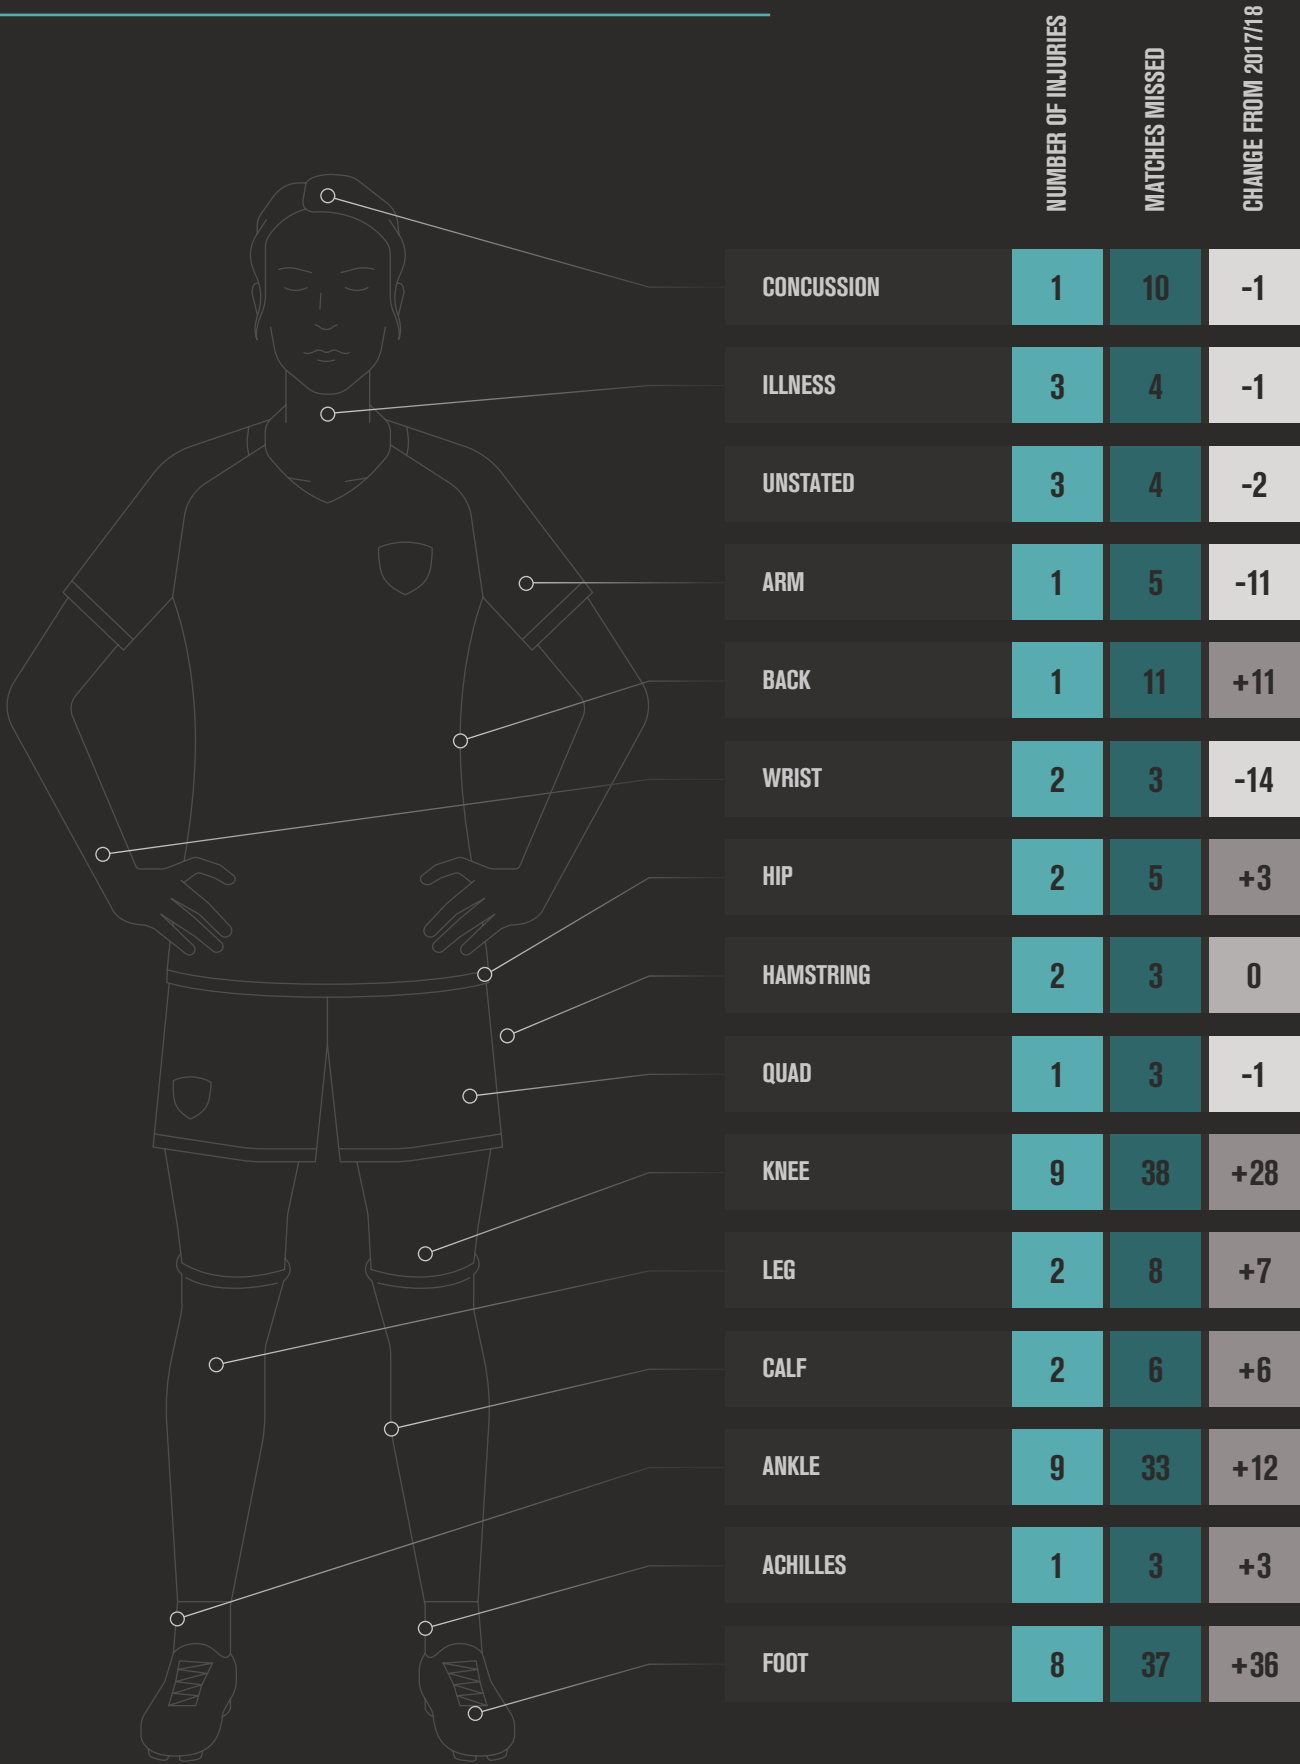 NUMBER OF INJURIES
MATCHES MISSED
CHANGE FROM 2017/18
CONCUSSION 1 10 -1
ILLNESS 3 4 -1
UNSTATED 3 4 -2
ARM 1 5 -11
BACK 1 11 +11
WRIST 2 3 -14
HIP 2 5 +3
HAMSTRING 2 3 0
QUAD 1 3 -1
KNEE 9 38 +28
LEG 2 8 +7
CALF 2 6 +6
ANKLE 9 33 +12
ACHILLES 1 3 +3
FOOT 8 37 +36